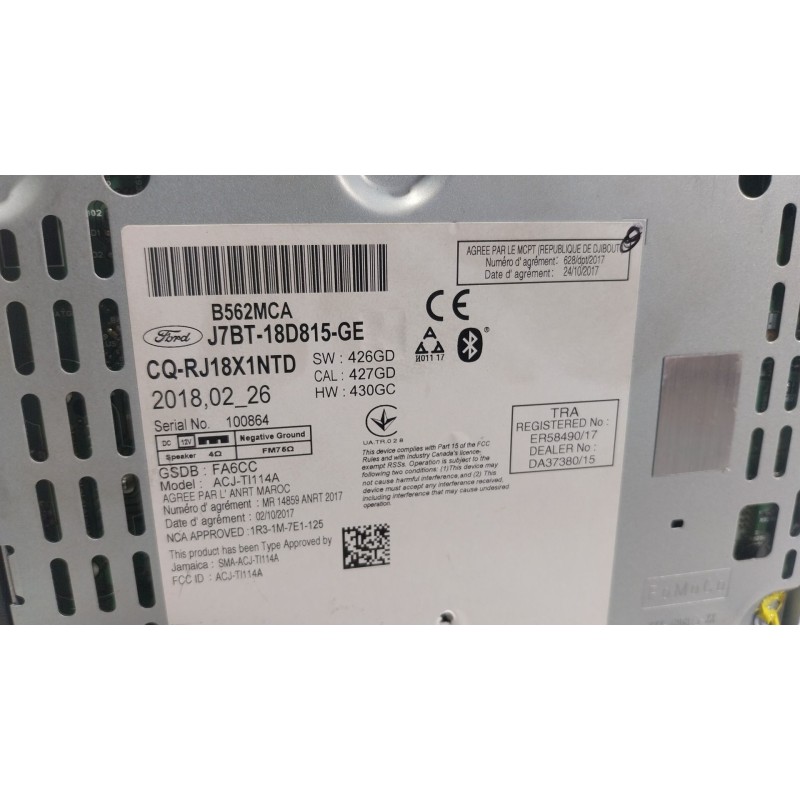 B562MCA
Ford J7BT-18D815-GE
CQ-RJ18X1NTD
SW : 426GD
CAL : 427GD
HW : 430GC
2018,02_26
Serial No. 100864
DC 12V Negative Ground
Speaker 4Ω FM75Ω
GSDB : FA6CC
Model : ACJ-TI114A
AGREE PAR L' ANRT MAROC
Numéro d' agrément : MR 14859 ANRT 2017
Date d' agrément : 02/10/2017
NCA APPROVED : 1R3-1M-7E1-125
This product has been Type Approved by
Jamaica : SMA-ACJ-TI114A
FCC ID : ACJ-TI114A
AGREE PAR LE MCPT (REPUBLIQUE DE DJIBOUTI)
Numéro d' agrément: 628/dpt/2017
Date d' agrément : 24/10/2017
CE
И011 17
UA.TR.028
This device complies with Part 15 of the FCC
Rules and with Industry Canada's licence-
exempt RSSs. Operation is subject to the
following two conditions: (1)This device may
not cause harmful interference, and (2)This
device must accept any interference received,
including interference that may cause undesired
operation.
TRA
REGISTERED No :
ER58490/17
DEALER No :
DA37380/15